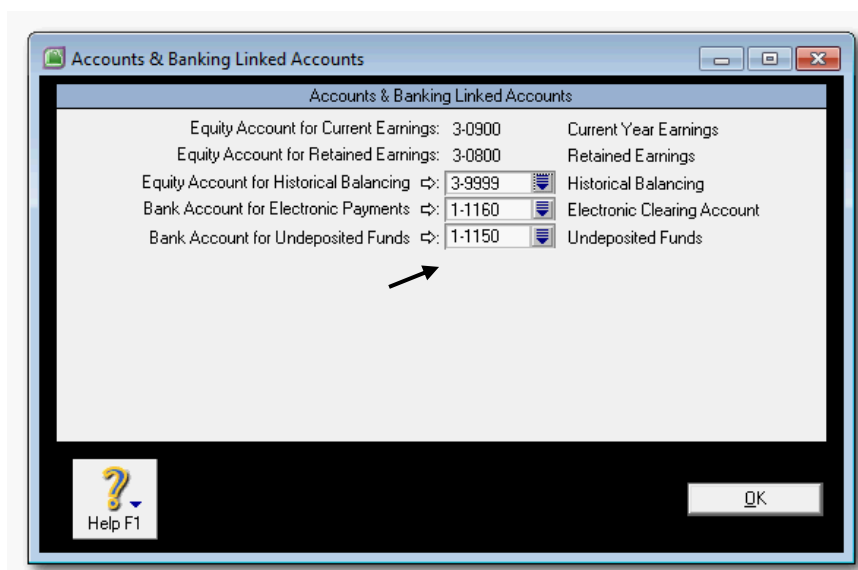 Accounts & Banking Linked Accounts
Accounts & Banking Linked Accounts
Equity Account for Current Earnings: 3-0900 Current Year Earnings
Equity Account for Retained Earnings: 3-0800 Retained Earnings
Equity Account for Historical Balancing ⇨: 3-9999 Historical Balancing
Bank Account for Electronic Payments ⇨: 1-1160 Electronic Clearing Account
Bank Account for Undeposited Funds ⇨: 1-1150 Undeposited Funds
Help F1
OK